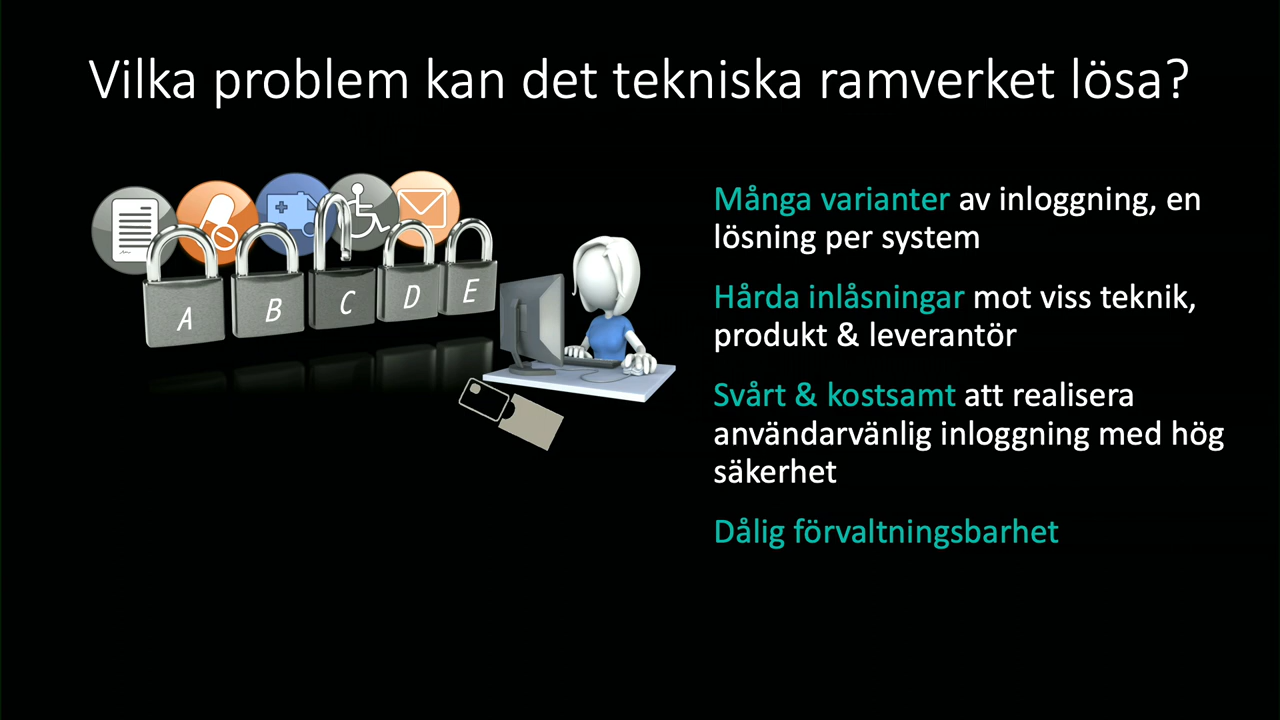 Vilka problem kan det tekniska ramverket lösa?
A
B
C
D
E
Många varianter av inloggning, en
lösning per system
Hårda inlåsningar mot viss teknik,
produkt & leverantör
Svårt & kostsamt att realisera
användarvänlig inloggning med hög
säkerhet
Dålig förvaltningsbarhet